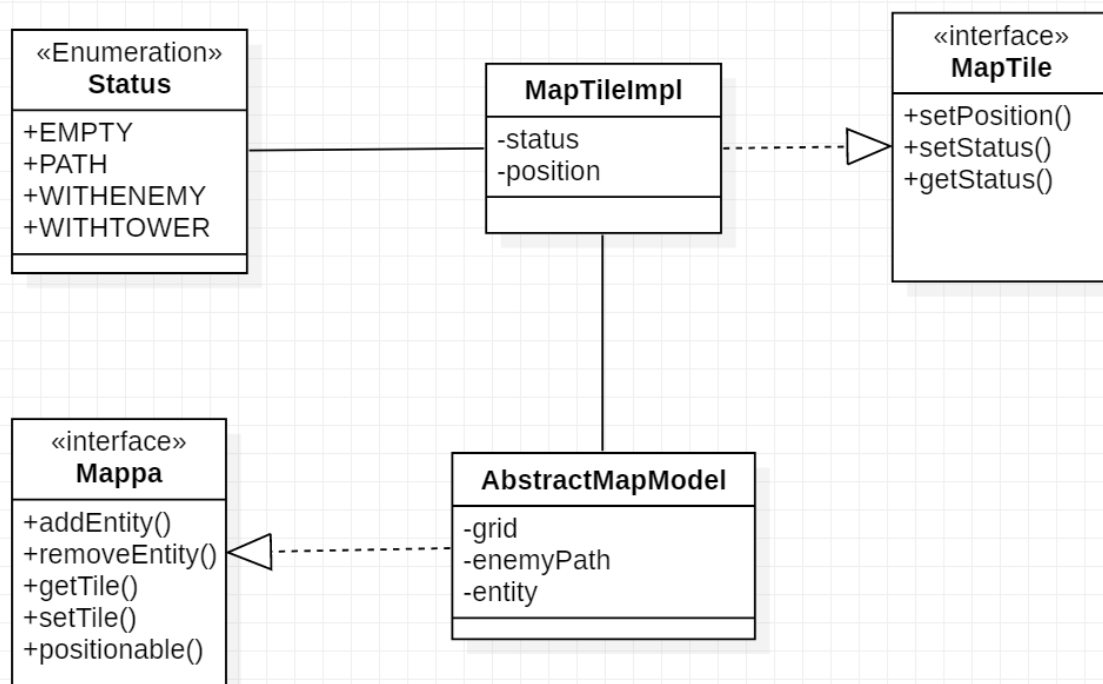 «Enumeration»
Status
+EMPTY
+PATH
+WITHENEMY
+WITHTOWER
MapTileImpl
-status
-position
«interface»
MapTile
+setPosition()
+setStatus()
+getStatus()
«interface»
Mappa
+addEntity()
+removeEntity()
+getTile()
+setTile()
+positionable()
AbstractMapModel
-grid
-enemyPath
-entity